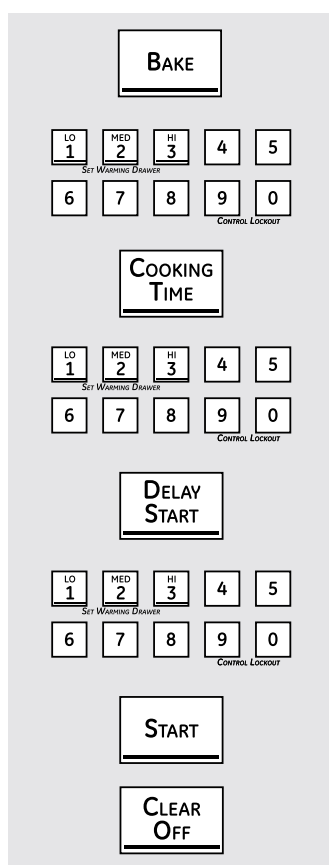 BAKE
LO MED HI
1 2 3 4 5
SET WARMING DRAWER
6 7 8 9 0
CONTROL LOCKOUT
COOKING
TIME
LO MED HI
1 2 3 4 5
SET WARMING DRAWER
6 7 8 9 0
CONTROL LOCKOUT
DELAY
START
LO MED HI
1 2 3 4 5
SET WARMING DRAWER
6 7 8 9 0
CONTROL LOCKOUT
START
CLEAR
OFF